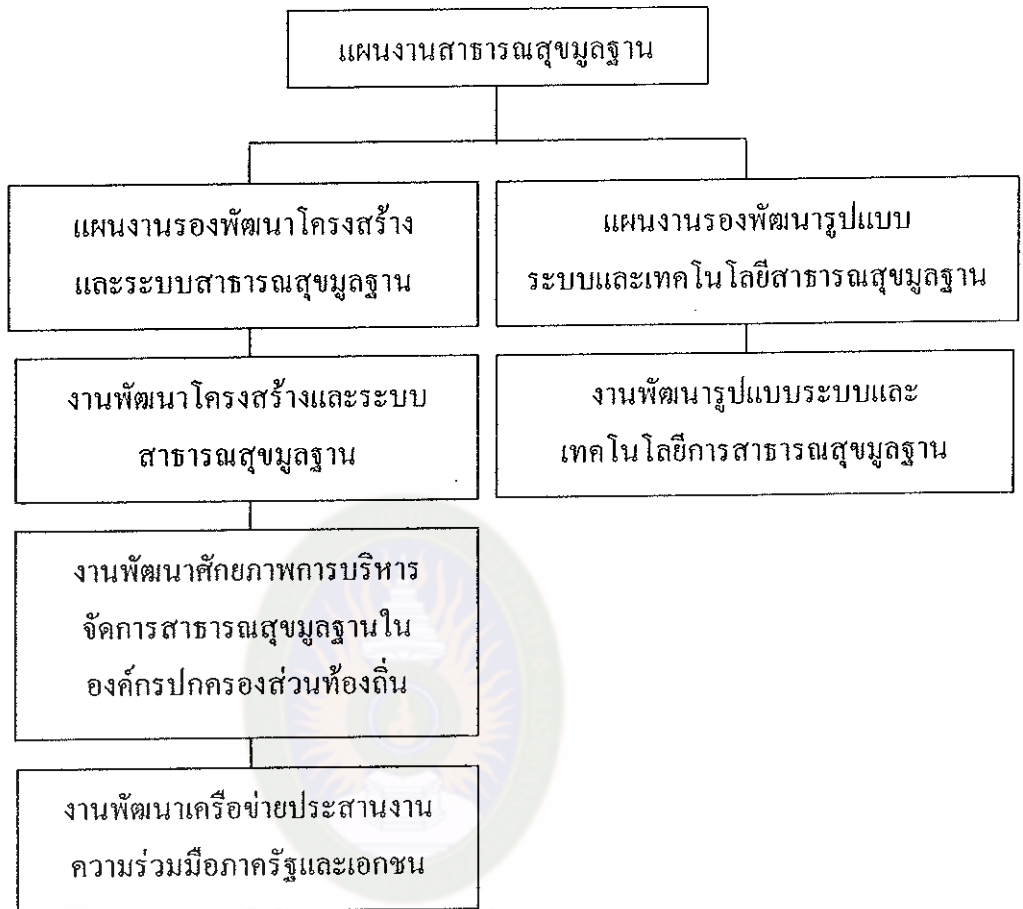 แผนงานสาธารณสุขมูลฐาน
แผนงานรองพัฒนาโครงสร้าง
และระบบสาธารณสุขมูลฐาน
แผนงานรองพัฒนารูปแบบ
ระบบและเทคโนโลยีสาธารณสุขมูลฐาน
งานพัฒนาโครงสร้างและระบบ
สาธารณสุขมูลฐาน
งานพัฒนารูปแบบระบบและ
เทคโนโลยีการสาธารณสุขมูลฐาน
งานพัฒนาศักยภาพการบริหาร
จัดการสาธารณสุขมูลฐานใน
องค์กรปกครองส่วนท้องถิ่น
งานพัฒนาเครือข่ายประสานงาน
ความร่วมมือภาครัฐและเอกชน